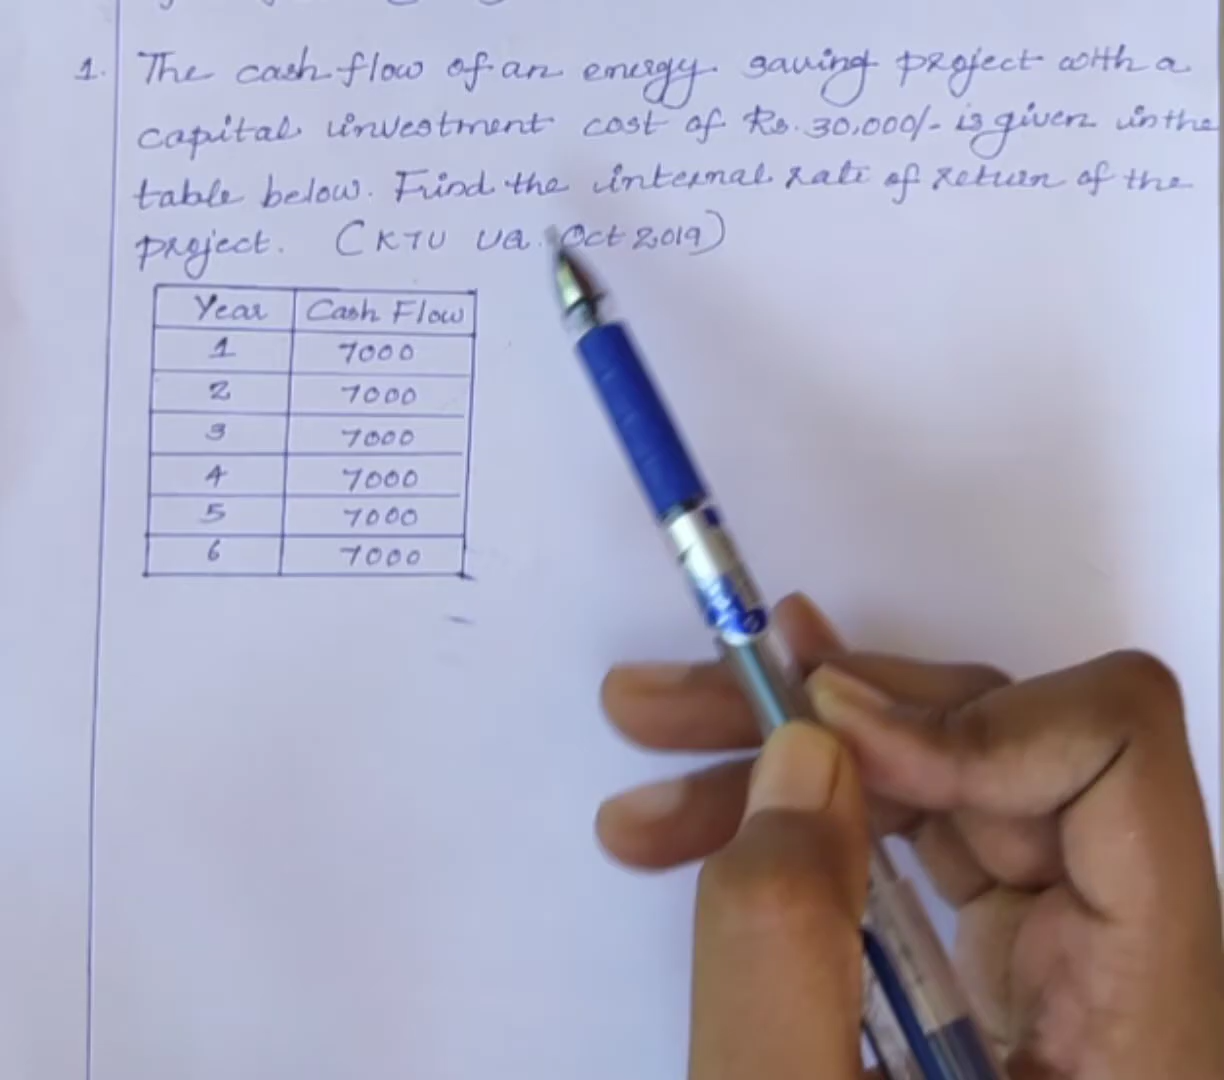 1. The cash flow of an energy saving project with a
capital investment cost of Rs. 30,000/- is given in the
table below. Find the internal rate of return of the
project. (KTU UQ. Oct 2019)
Year Cash Flow
1 7000
2 7000
3 7000
4 7000
5 7000
6 7000